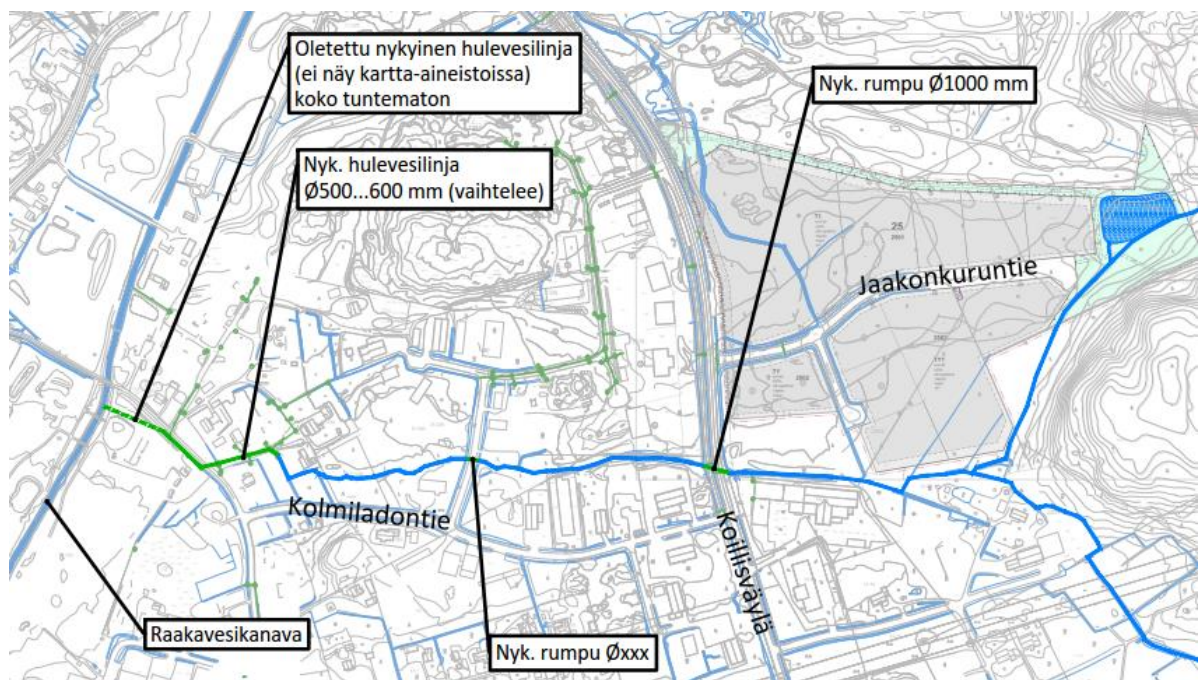 Oletettu nykyinen hulevesilinja
(ei näy kartta-aineistoissa)
koko tuntematon
Nyk. rumpu Ø1000 mm
Nyk. hulevesilinja
Ø500...600 mm (vaihtelee)
25
Jaakonkuruntie
Kolmiladontie
Koillisväylä
Raakavesikanava
Nyk. rumpu Øxxx